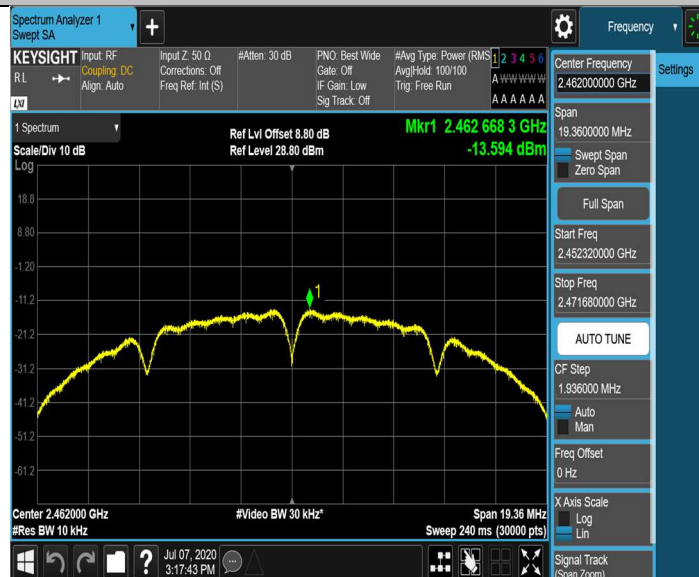 Spectrum Analyzer 1
Swept SA
+
Frequency
KEYSIGHT
Input: RF
Coupling: DC
Align: Auto
RL
LXI
Input Z: 50 Ω
Corrections: Off
Freq Ref: Int (S)
#Atten: 30 dB
PNO: Best Wide
Gate: Off
IF Gain: Low
Sig Track: Off
#Avg Type: Power (RMS
Avg|Hold: 100/100
Trig: Free Run
1 2 3 4 5 6
A W W W W W
A A A A A A
Center Frequency
2.462000000 GHz
Settings
Span
19.3600000 MHz
Swept Span
Zero Span
Full Span
Start Freq
2.452320000 GHz
Stop Freq
2.471680000 GHz
AUTO TUNE
CF Step
1.936000 MHz
Auto
Man
Freq Offset
0 Hz
X Axis Scale
Log
Lin
Signal Track
(Span Zoom)
1 Spectrum
Scale/Div 10 dB
Log
Ref Lvl Offset 8.80 dB
Ref Level 28.80 dBm
Mkr1 2.462 668 3 GHz
-13.594 dBm
18.8
8.80
-1.20
-11.2
-21.2
-31.2
-41.2
-51.2
-61.2
1
Center 2.462000 GHz
#Res BW 10 kHz
#Video BW 30 kHz*
Span 19.36 MHz
Sweep 240 ms (30000 pts)
?
Jul 07, 2020
3:17:43 PM